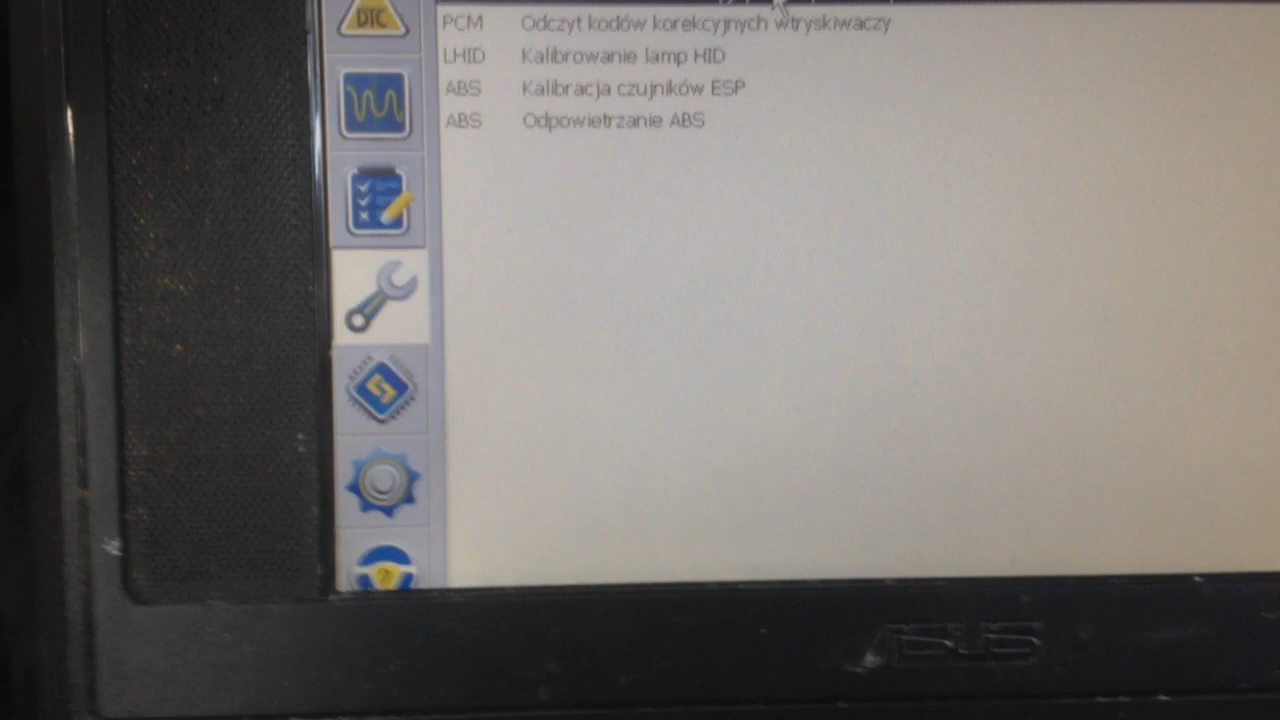 DTC
PCM Odczyt kodów korekcyjnych wtryskiwaczy
LHID Kalibrowanie lamp HID
ABS Kalibracja czujników ESP
ABS Odpowietrzanie ABS
ASUS